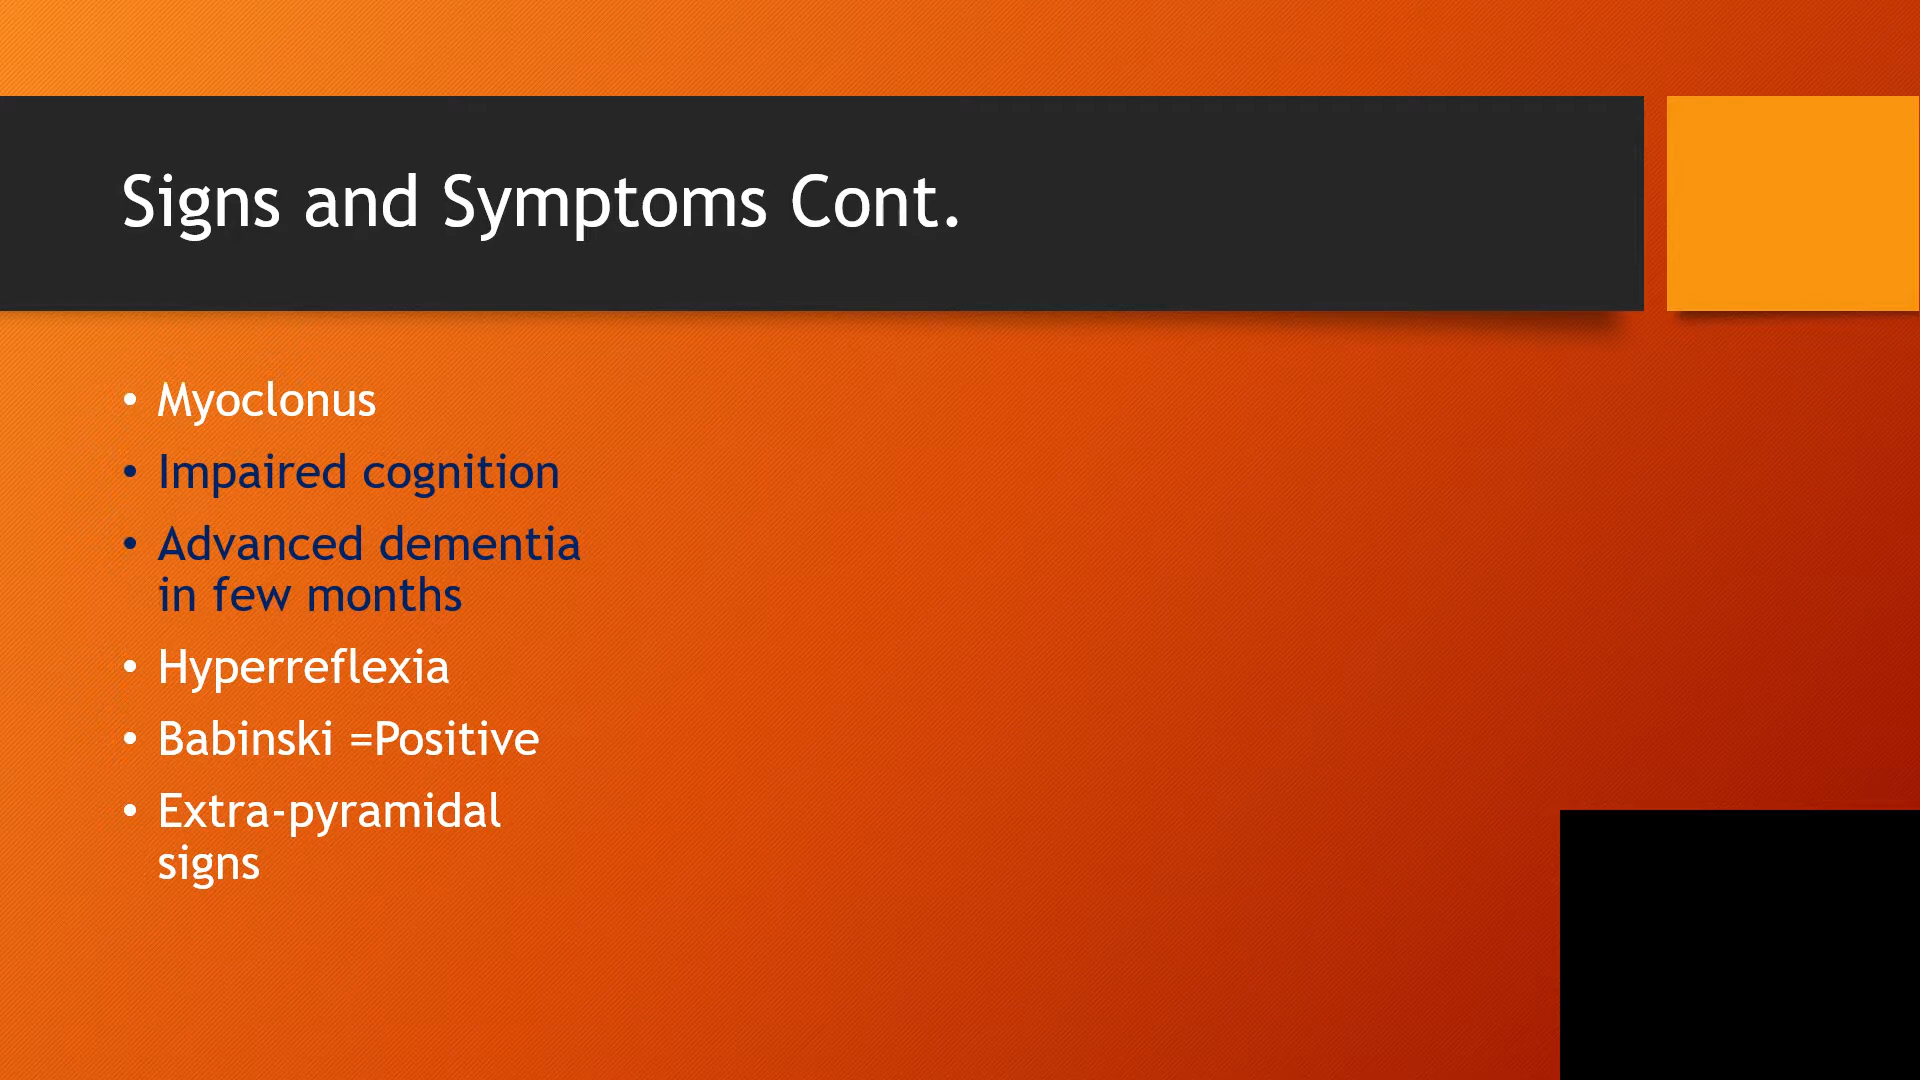 Signs and Symptoms Cont.
• Myoclonus
• Impaired cognition
• Advanced dementia
in few months
• Hyperreflexia
• Babinski =Positive
• Extra-pyramidal
signs